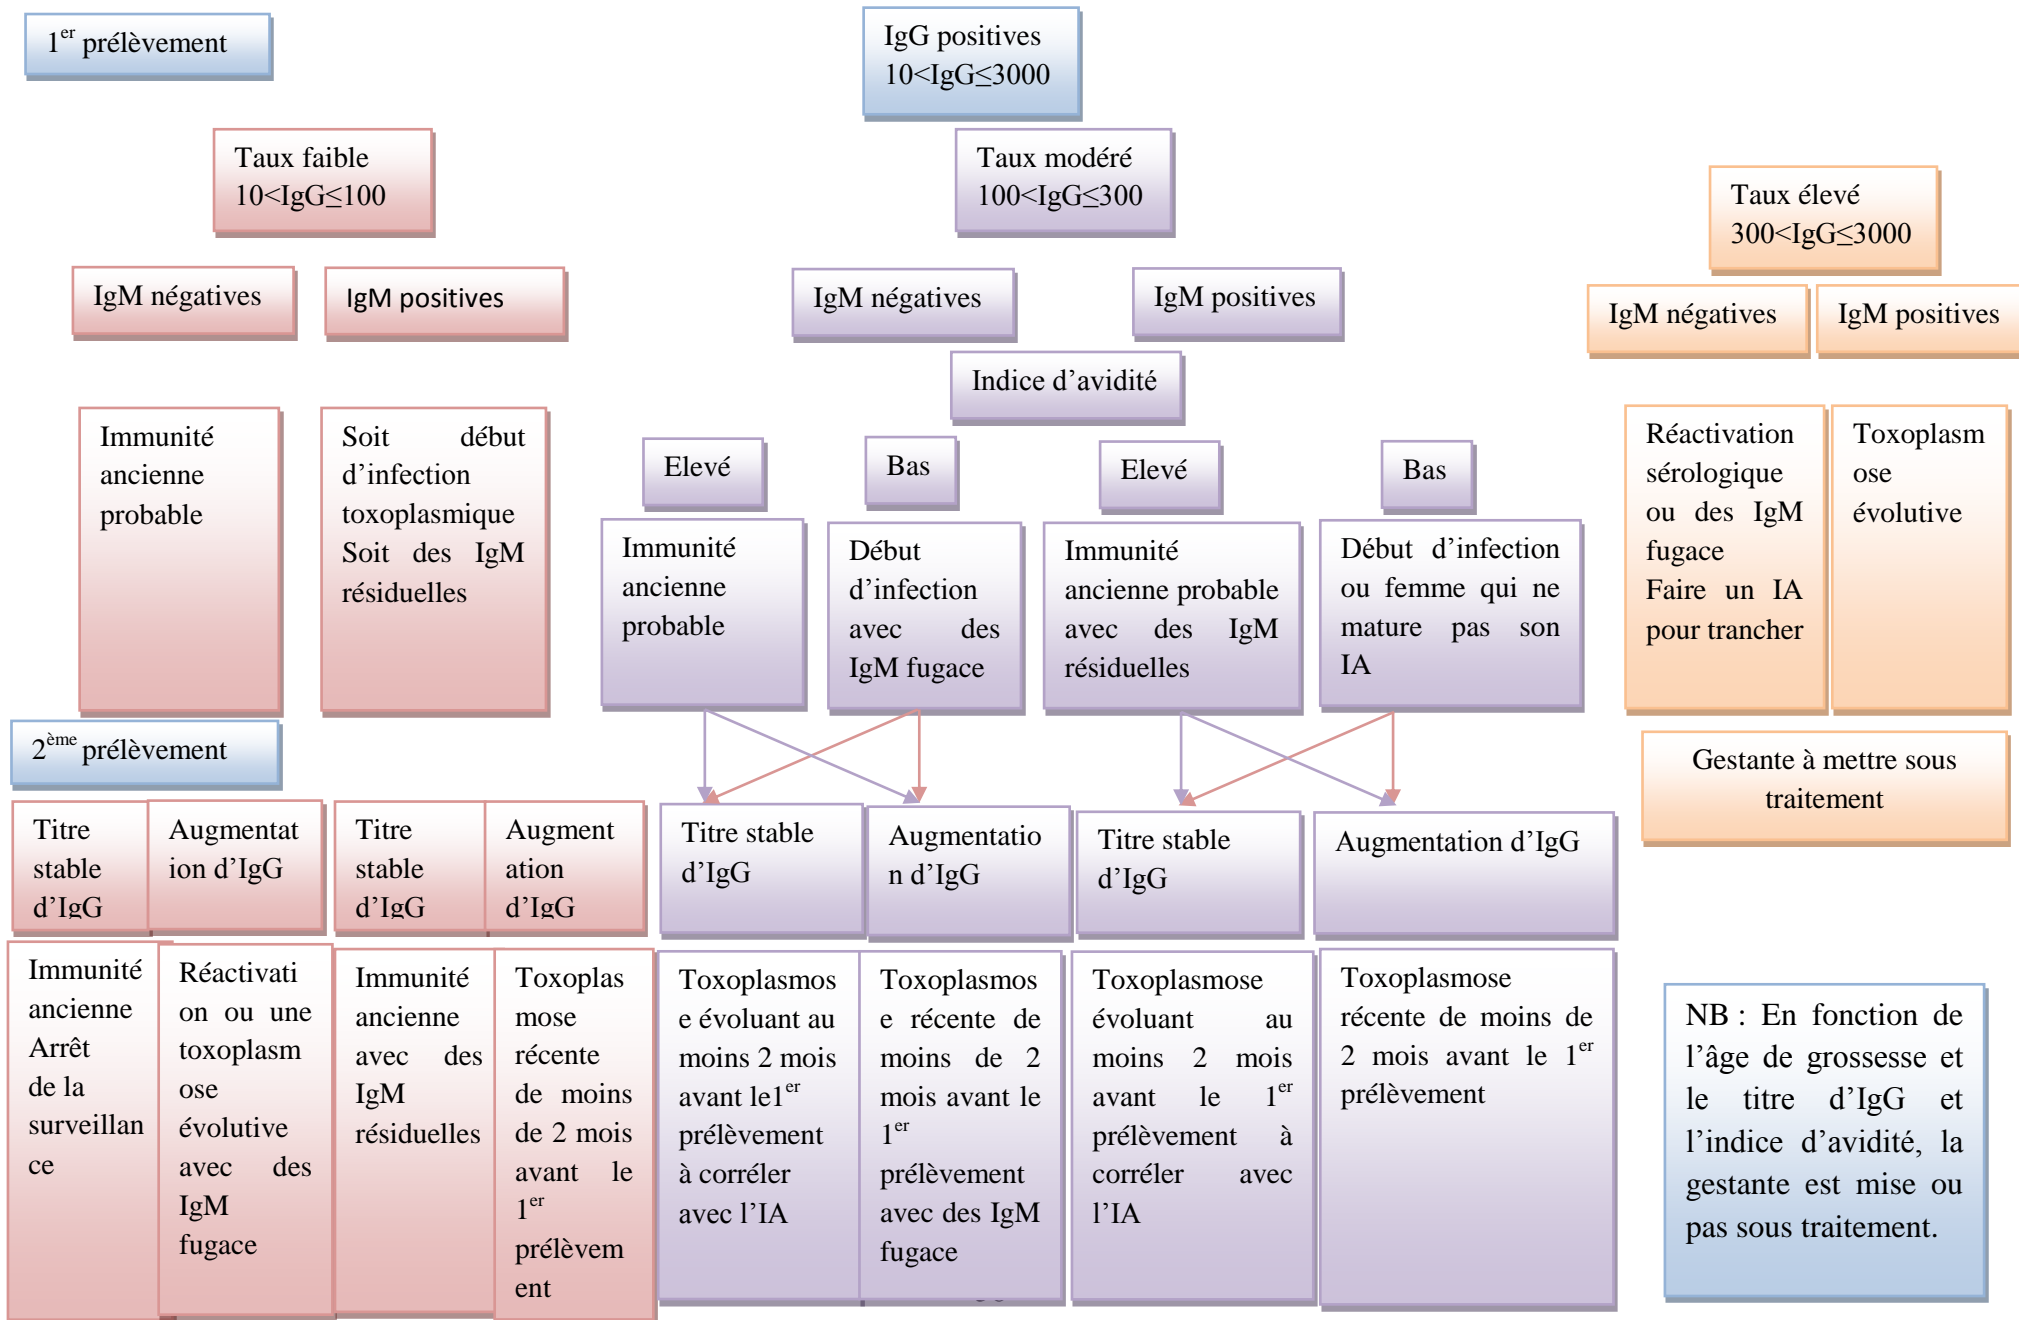 1er prélèvement
IgG positives
10<IgG≤3000
Taux faible
10<IgG≤100
Taux modéré
100<IgG≤300
Taux élevé
300<IgG≤3000
IgM négatives
IgM positives
IgM négatives
IgM positives
IgM négatives
IgM positives
Indice d’avidité
Immunité
ancienne
probable
Soit début
d’infection
toxoplasmique
Soit des IgM
résiduelles
Elevé
Bas
Elevé
Bas
Immunité
ancienne
probable
Début
d’infection
avec des
IgM fugace
Immunité
ancienne probable
avec des IgM
résiduelles
Début d’infection
ou femme qui ne
mature pas son
IA
Réactivation
sérologique
ou des IgM
fugace
Faire un IA
pour trancher
Toxoplasm
ose
évolutive
2ème prélèvement
Gestante à mettre sous
traitement
Titre
stable
d’IgG
Augmentat
ion d’IgG
Titre
stable
d’IgG
Augment
ation
d’IgG
Titre stable
d’IgG
Augmentatio
n d’IgG
Titre stable
d’IgG
Augmentation d’IgG
Immunité
ancienne
Arrêt
de la
surveillan
ce
Réactivati
on ou une
toxoplasm
ose
évolutive
avec des
IgM
fugace
Immunité
ancienne
avec des
IgM
résiduelles
Toxoplas
mose
récente
de moins
de 2 mois
avant le
1er
prélèvem
ent
Toxoplasmos
e évoluant au
moins 2 mois
avant le1er
prélèvement
à corréler
avec l’IA
Toxoplasmos
e récente de
moins de 2
mois avant le
1er
prélèvement
avec des IgM
fugace
Toxoplasmose
évoluant au
moins 2 mois
avant le 1er
prélèvement à
corréler avec
l’IA
Toxoplasmose
récente de moins de
2 mois avant le 1er
prélèvement
NB : En fonction de
l’âge de grossesse et
le titre d’IgG et
l’indice d’avidité, la
gestante est mise ou
pas sous traitement.